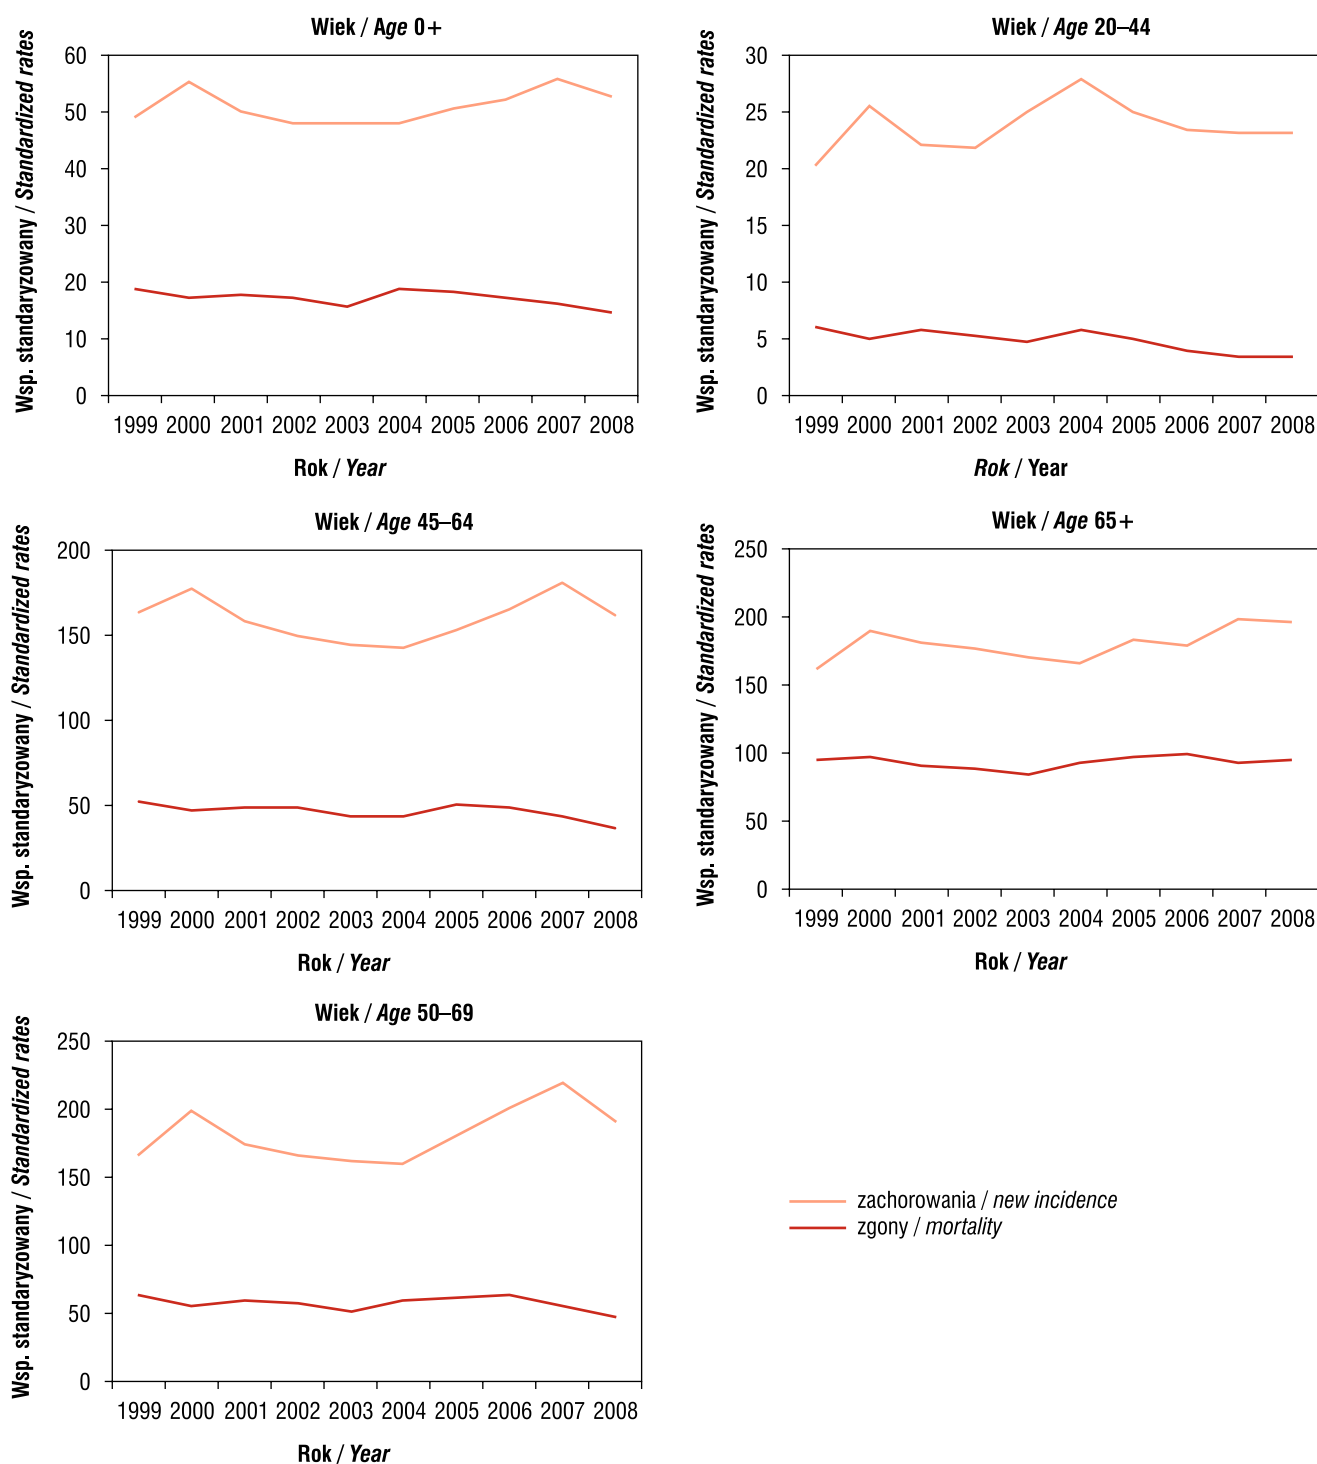 Wiek / Age 0+
Wsp. standaryzowany / Standardized rates
60
50
40
30
20
10
0
1999 2000 2001 2002 2003 2004 2005 2006 2007 2008
Rok / Year
Wiek / Age 20–44
Wsp. standaryzowany / Standardized rates
30
25
20
15
10
5
0
1999 2000 2001 2002 2003 2004 2005 2006 2007 2008
Rok / Year
Wiek / Age 45–64
Wsp. standaryzowany / Standardized rates
200
150
100
50
0
1999 2000 2001 2002 2003 2004 2005 2006 2007 2008
Rok / Year
Wiek / Age 65+
Wsp. standaryzowany / Standardized rates
250
200
150
100
50
0
1999 2000 2001 2002 2003 2004 2005 2006 2007 2008
Rok / Year
Wiek / Age 50–69
Wsp. standaryzowany / Standardized rates
250
200
150
100
50
0
1999 2000 2001 2002 2003 2004 2005 2006 2007 2008
Rok / Year
zachorowania / new incidence
zgony / mortality